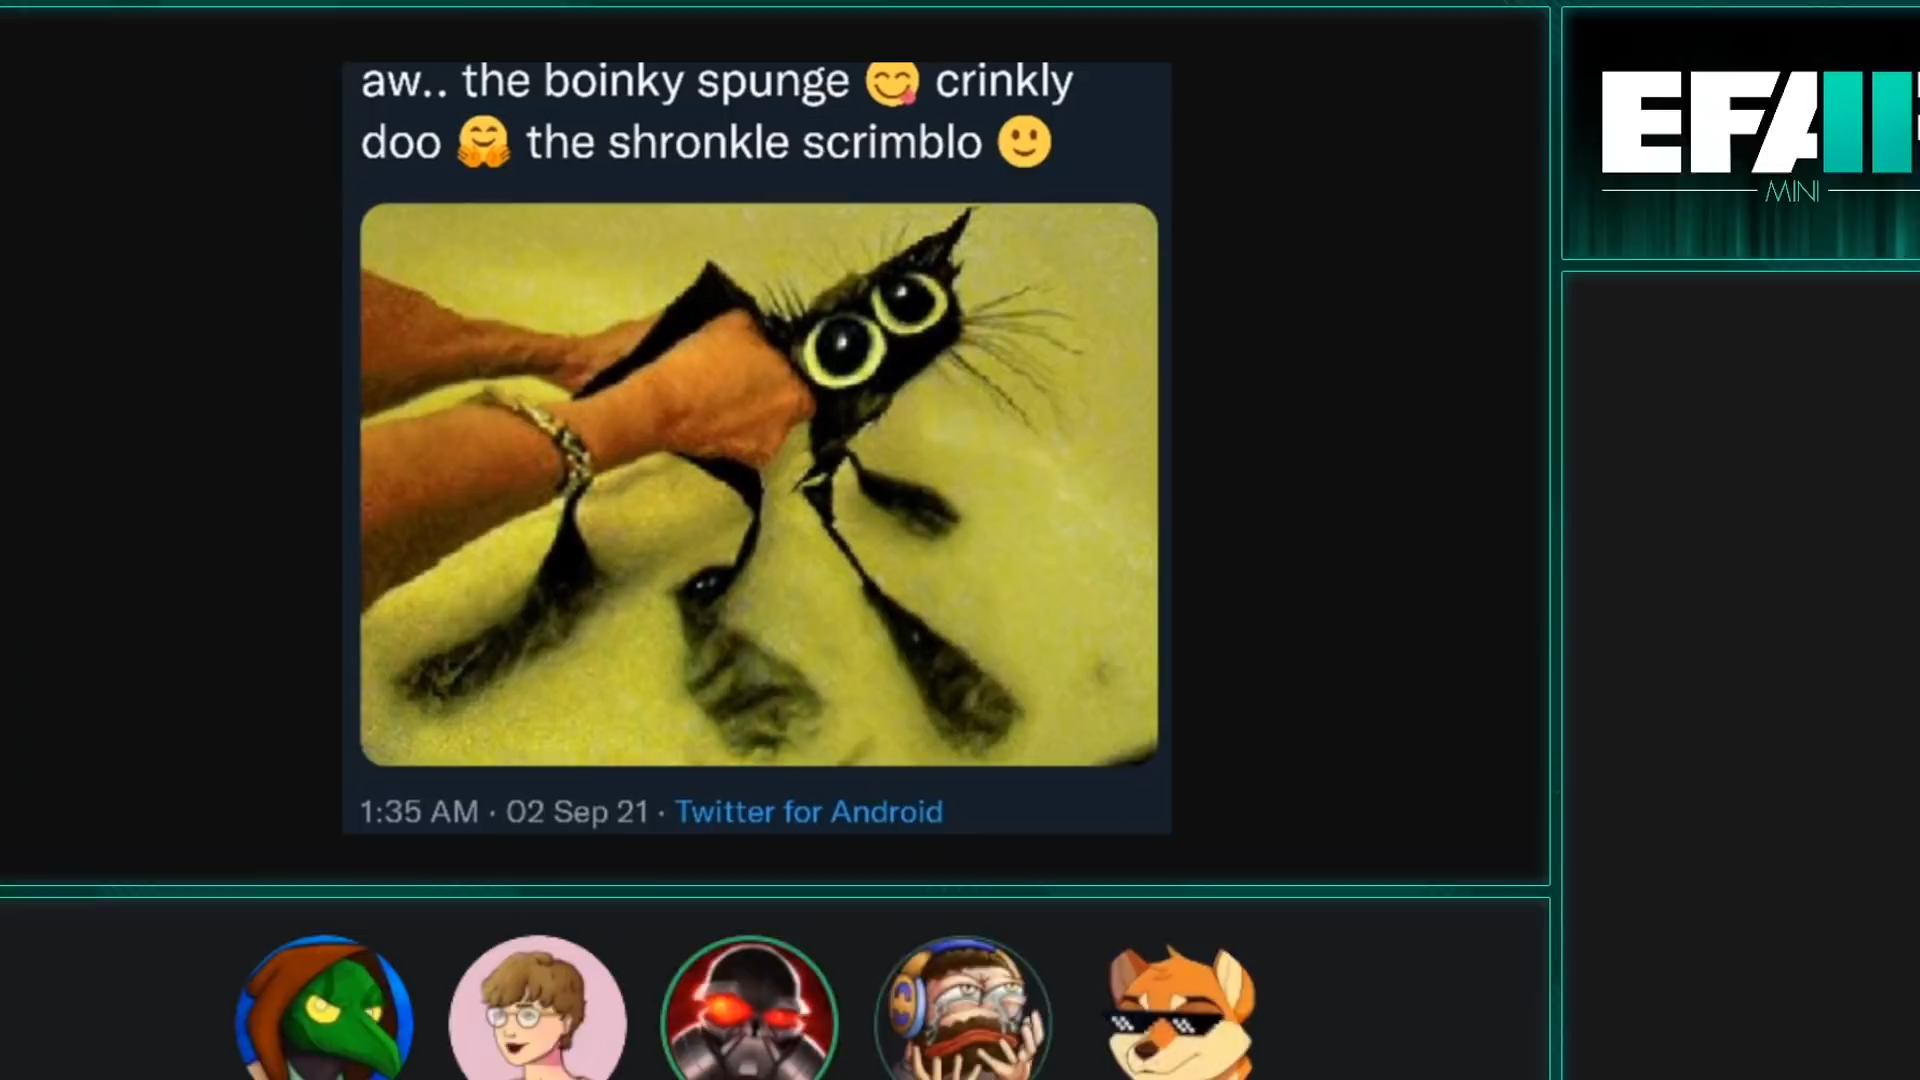 aw.. the boinky spunge 😋 crinkly
doo 🤗 the shronkle scrimblo 🙂
1:35 AM · 02 Sep 21 · Twitter for Android
EFA
MINI